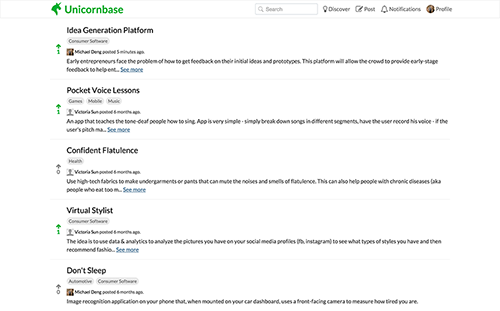 Unicornbase
Search
Discover
Post
Notifications
Profile
Idea Generation Platform
Consumer Software
1
Michael Deng posted 5 minutes ago.
Early entrepreneurs face the problem of how to get feedback on their initial ideas and prototypes. This platform will allow the crowd to provide early-stage
feedback to help ent... See more
Pocket Voice Lessons
Games Mobile Music
1
Victoria Sun posted 6 months ago.
An app that teaches the tone-deaf people how to sing. App is very simple - simply break down songs in different segments, have the user record his voice - if the
user's pitch ma... See more
Confident Flatulence
Health
0
Victoria Sun posted 6 months ago.
Use high-tech fabrics to make undergarments or pants that can mute the noises and smells of flatulence. This can also help people with chronic diseases (aka
people who eat too m... See more
Virtual Stylist
Consumer Software
1
Victoria Sun posted 6 months ago.
The idea is to use data & analytics to analyze the pictures you have on your social media profiles (fb, instagram) to see what types of styles you have and then
recommend fashio... See more
Don't Sleep
Automotive Consumer Software
0
Michael Deng posted 6 months ago.
Image recognition application on your phone that, when mounted on your car dashboard, uses a front-facing camera to measure how tired you are.